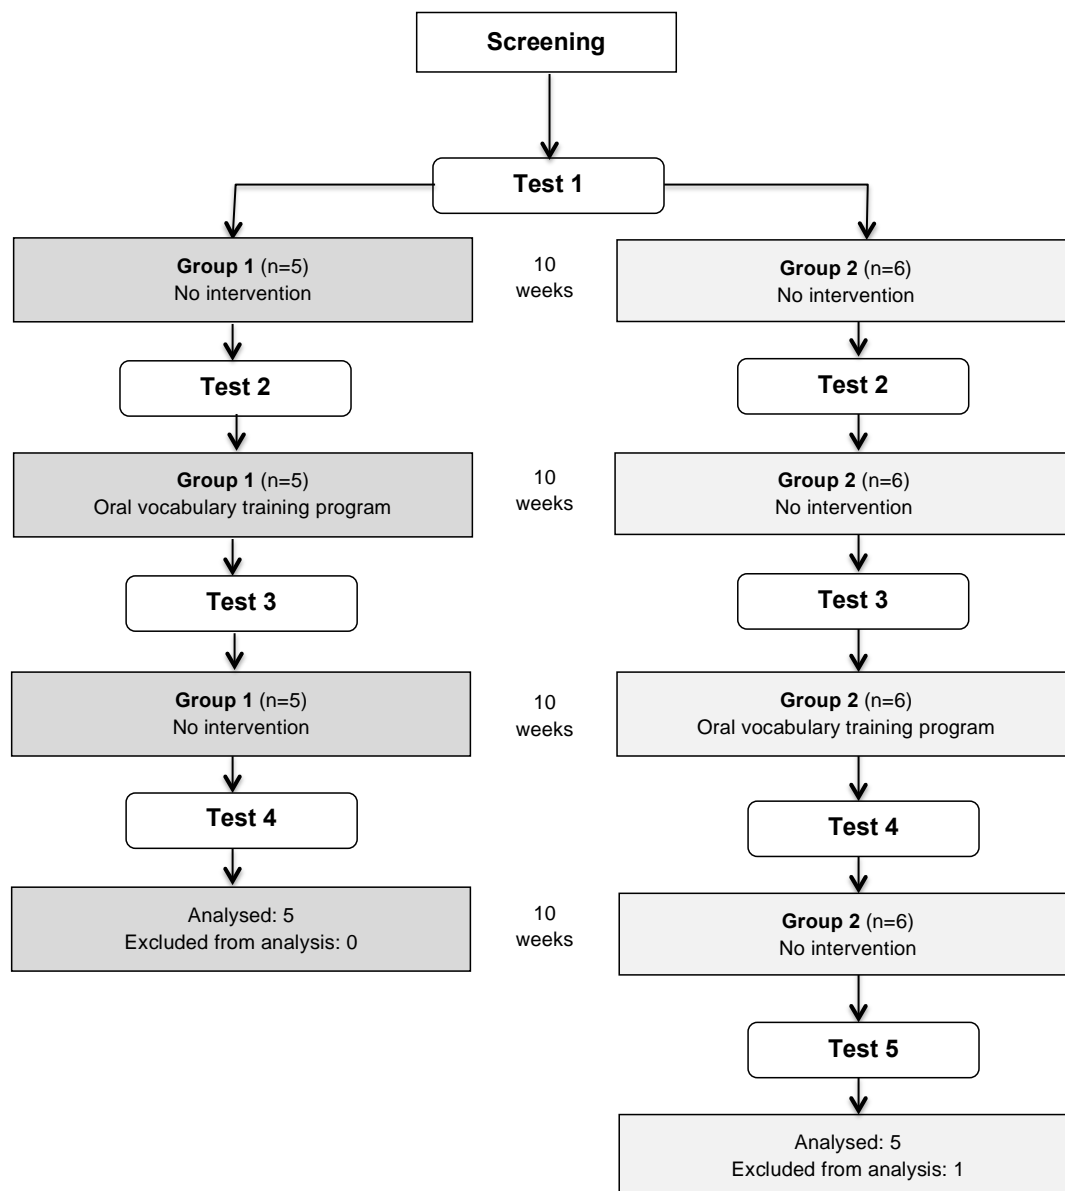 Screening
Test 1
Group 1 (n=5)
No intervention
10
weeks
Group 2 (n=6)
No intervention
Test 2
Test 2
Group 1 (n=5)
Oral vocabulary training program
10
weeks
Group 2 (n=6)
No intervention
Test 3
Test 3
Group 1 (n=5)
No intervention
10
weeks
Group 2 (n=6)
Oral vocabulary training program
Test 4
Test 4
Analysed: 5
Excluded from analysis: 0
10
weeks
Group 2 (n=6)
No intervention
Test 5
Analysed: 5
Excluded from analysis: 1